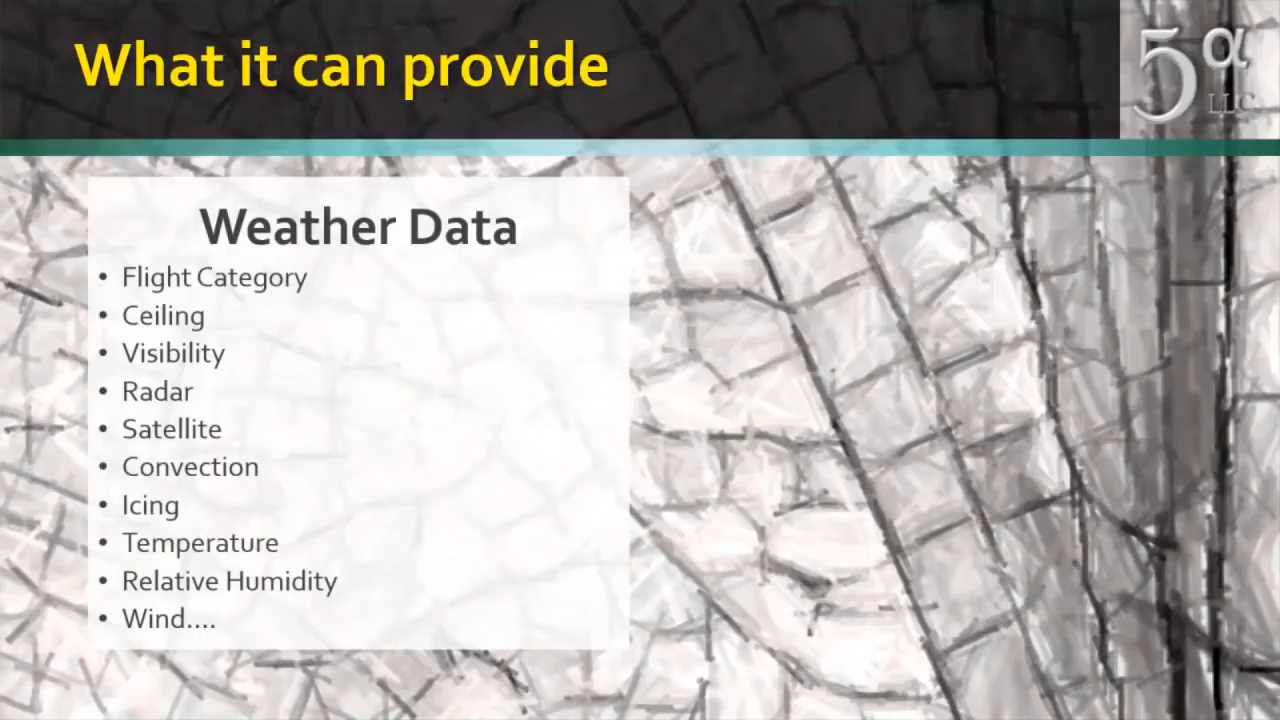 What it can provide
5α
LLC
Weather Data
• Flight Category
• Ceiling
• Visibility
• Radar
• Satellite
• Convection
• Icing
• Temperature
• Relative Humidity
• Wind....